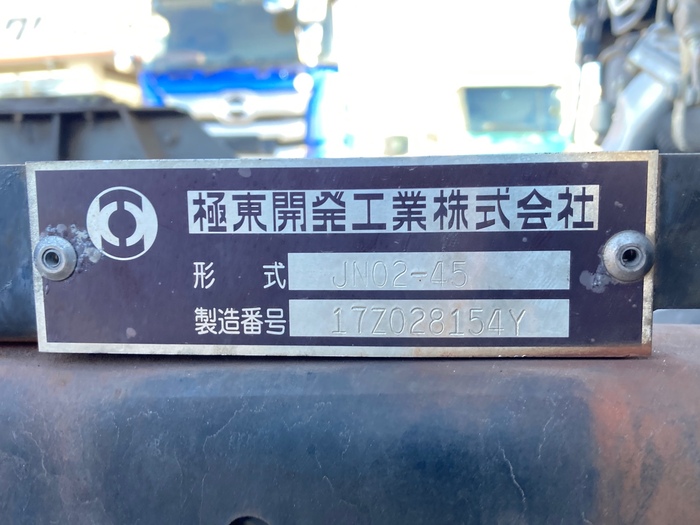 極東開発工業株式会社
形 式 JN02-45
製造番号 17Z028154Y